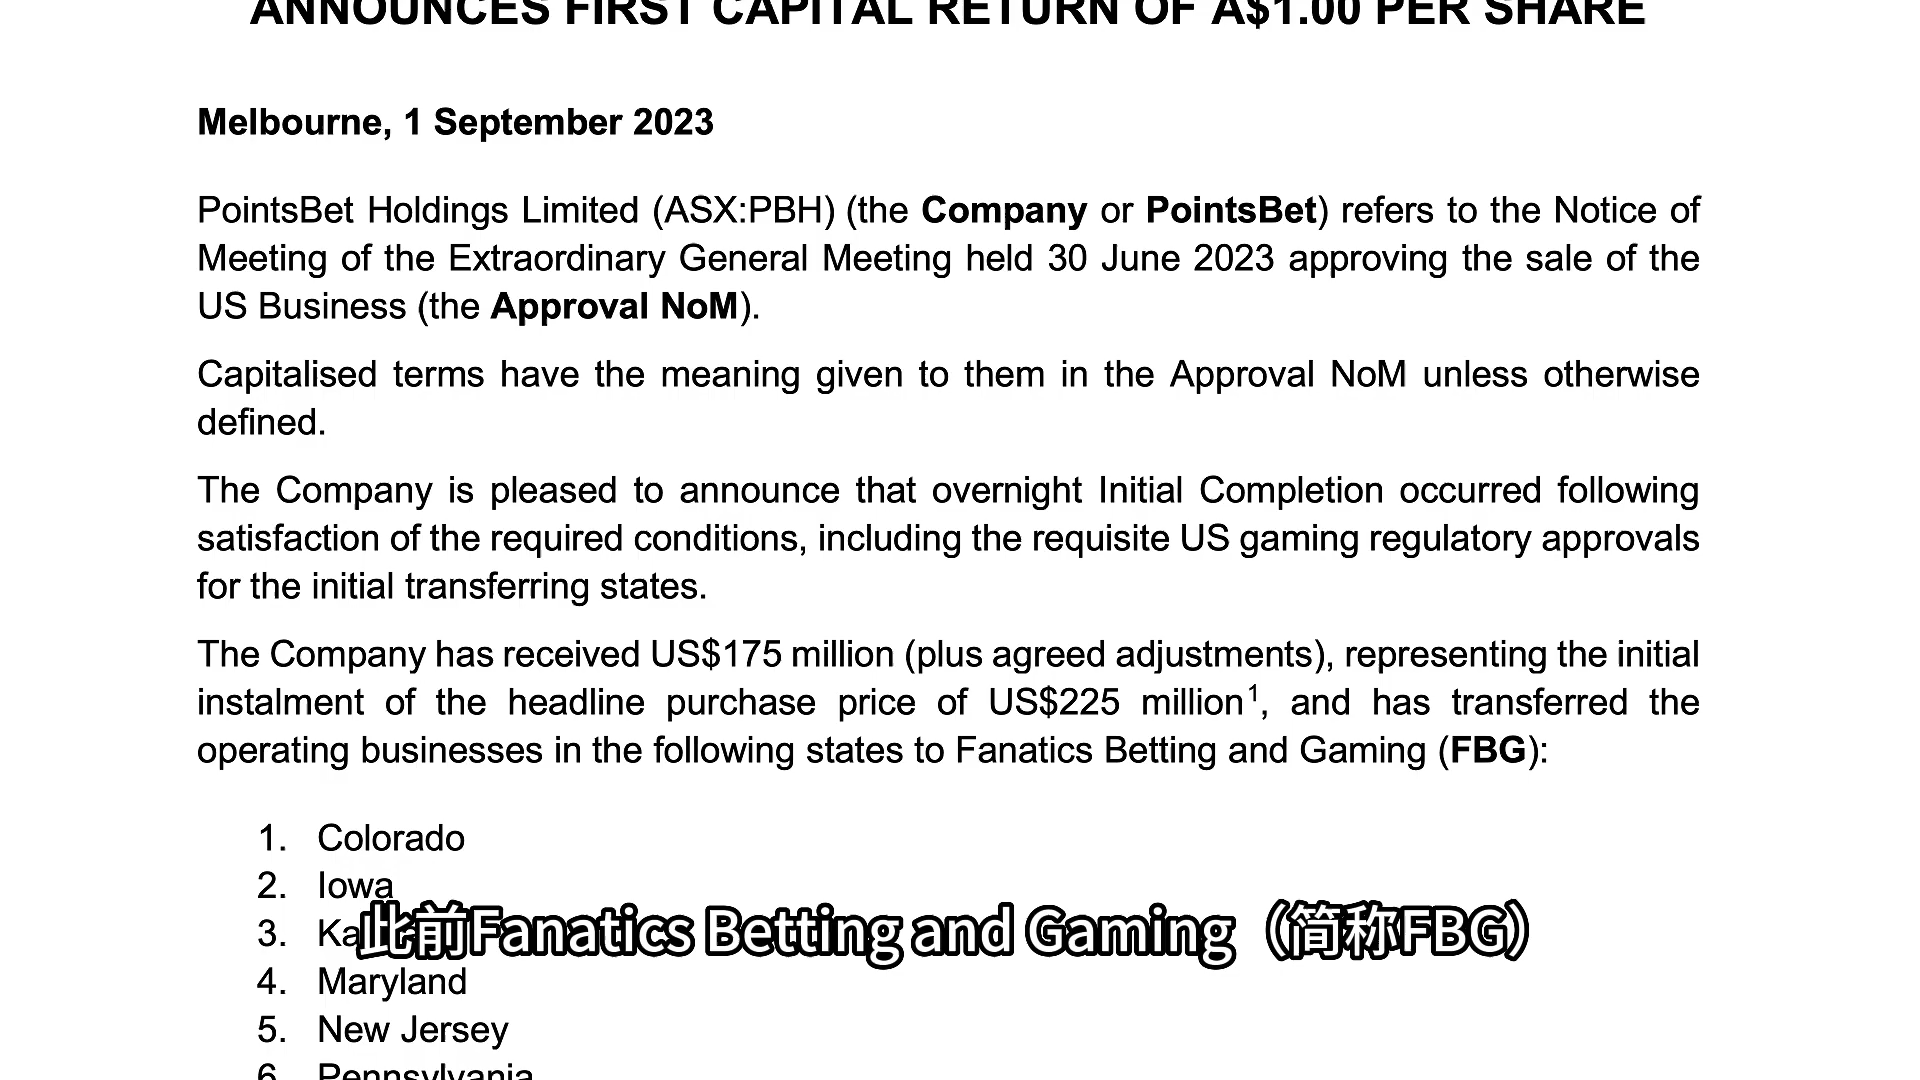 ANNOUNCES FIRST CAPITAL RETURN OF A$1.00 PER SHARE
Melbourne, 1 September 2023
PointsBet Holdings Limited (ASX:PBH) (the Company or PointsBet) refers to the Notice of
Meeting of the Extraordinary General Meeting held 30 June 2023 approving the sale of the
US Business (the Approval NoM).
Capitalised terms have the meaning given to them in the Approval NoM unless otherwise
defined.
The Company is pleased to announce that overnight Initial Completion occurred following
satisfaction of the required conditions, including the requisite US gaming regulatory approvals
for the initial transferring states.
The Company has received US$175 million (plus agreed adjustments), representing the initial
instalment of the headline purchase price of US$225 million¹, and has transferred the
operating businesses in the following states to Fanatics Betting and Gaming (FBG):
1. Colorado
2. Iowa
3.
此前Fanatics Betting and Gaming（简称FBG）
4. Maryland
5. New Jersey
6. Pennsylvania